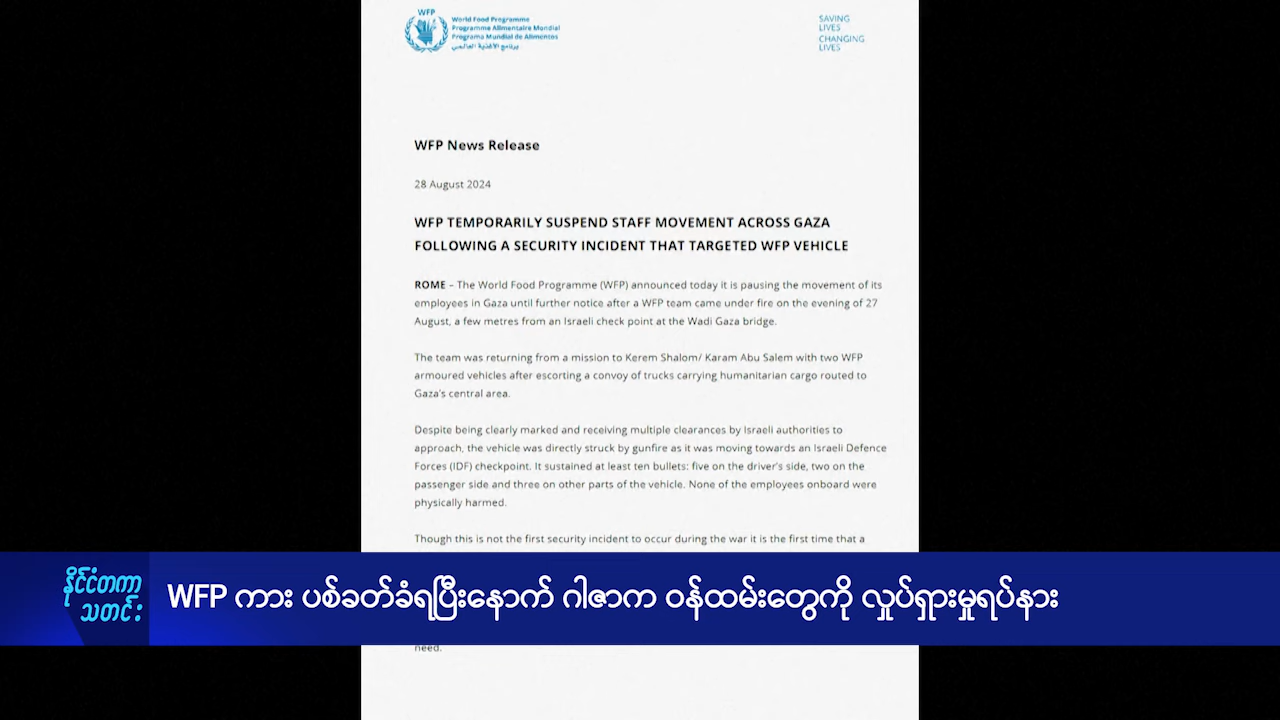 WFP
World Food Programme
Programme Alimentaire Mondial
Programa Mundial de Alimentos
برنامج الأغذية العالمي
SAVING
LIVES
CHANGING
LIVES
WFP News Release
28 August 2024
WFP TEMPORARILY SUSPEND STAFF MOVEMENT ACROSS GAZA
FOLLOWING A SECURITY INCIDENT THAT TARGETED WFP VEHICLE
ROME – The World Food Programme (WFP) announced today it is pausing the movement of its
employees in Gaza until further notice after a WFP team came under fire on the evening of 27
August, a few metres from an Israeli check point at the Wadi Gaza bridge.
The team was returning from a mission to Kerem Shalom/ Karam Abu Salem with two WFP
armoured vehicles after escorting a convoy of trucks carrying humanitarian cargo routed to
Gaza's central area.
Despite being clearly marked and receiving multiple clearances by Israeli authorities to
approach, the vehicle was directly struck by gunfire as it was moving towards an Israeli Defence
Forces (IDF) checkpoint. It sustained at least ten bullets: five on the driver's side, two on the
passenger side and three on other parts of the vehicle. None of the employees onboard were
physically harmed.
Though this is not the first security incident to occur during the war it is the first time that a
နိုင်ငံတကာ
သတင်း
WFP ကား ပစ်ခတ်ခံရပြီးနောက် ဂါဇာက ဝန်ထမ်းတွေကို လှုပ်ရှားမှုရပ်နား
need.